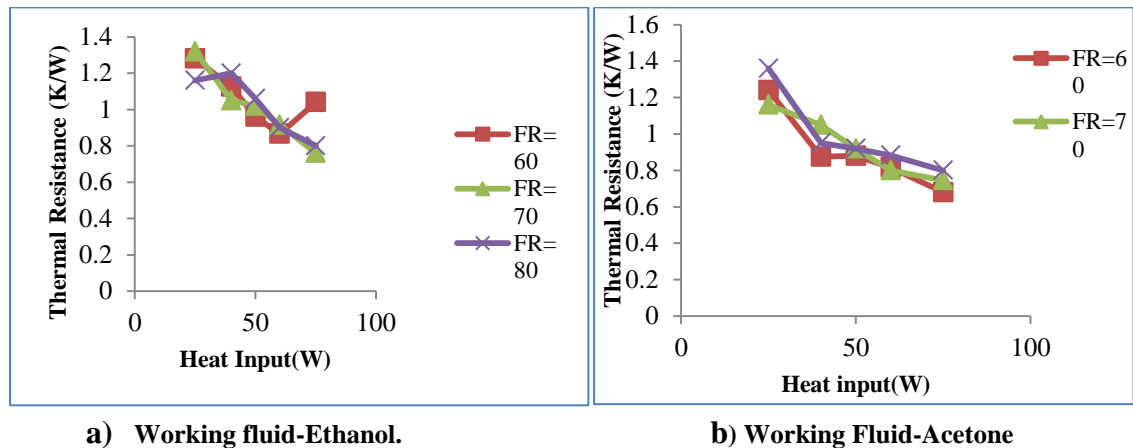 Thermal Resistance (K/W)
1.4
1.2
1
0.8
0.6
0.4
0.2
0
0
50
100
Heat Input(W)
FR=
60
FR=
70
FR=
80
Thermal Resistance (K/W)
1.6
1.4
1.2
1
0.8
0.6
0.4
0.2
0
0
50
100
Heat input(W)
FR=6
0
FR=7
0
a) Working fluid-Ethanol.
b) Working Fluid-Acetone